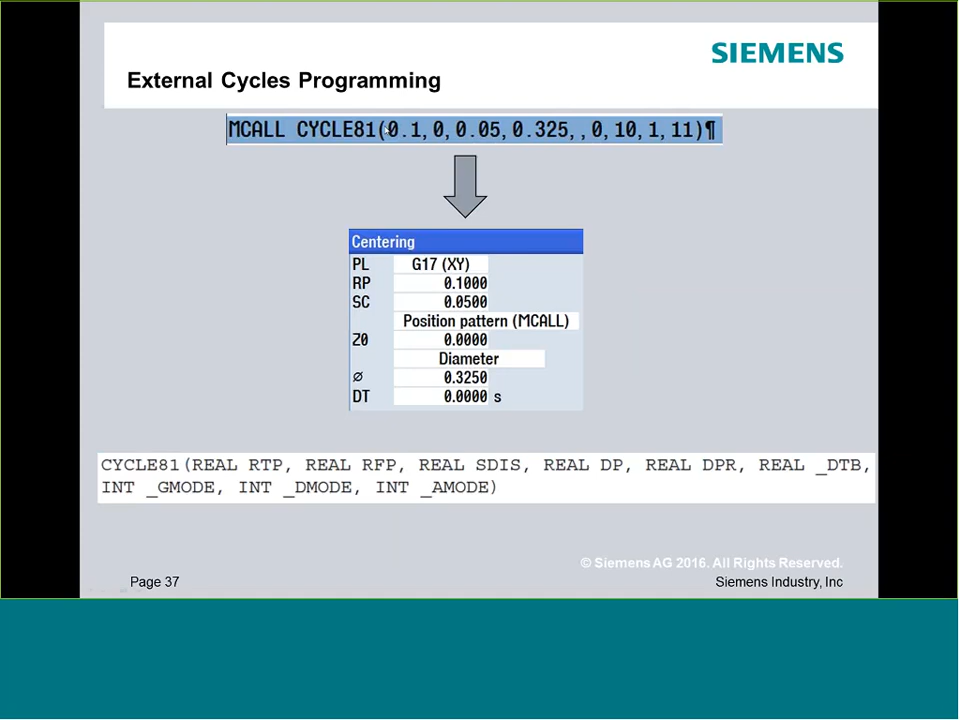 SIEMENS
External Cycles Programming
MCALL CYCLE81(0.1,0,0.05,0.325,,0,10,1,11)¶
Centering
PL G17 (XY)
RP 0.1000
SC 0.0500
Position pattern (MCALL)
Z0 0.0000
Diameter
⌀ 0.3250
DT 0.0000 s
CYCLE81(REAL RTP, REAL RFP, REAL SDIS, REAL DP, REAL DPR, REAL _DTB,
INT _GMODE, INT _DMODE, INT _AMODE)
© Siemens AG 2016. All Rights Reserved.
Page 37 Siemens Industry, Inc